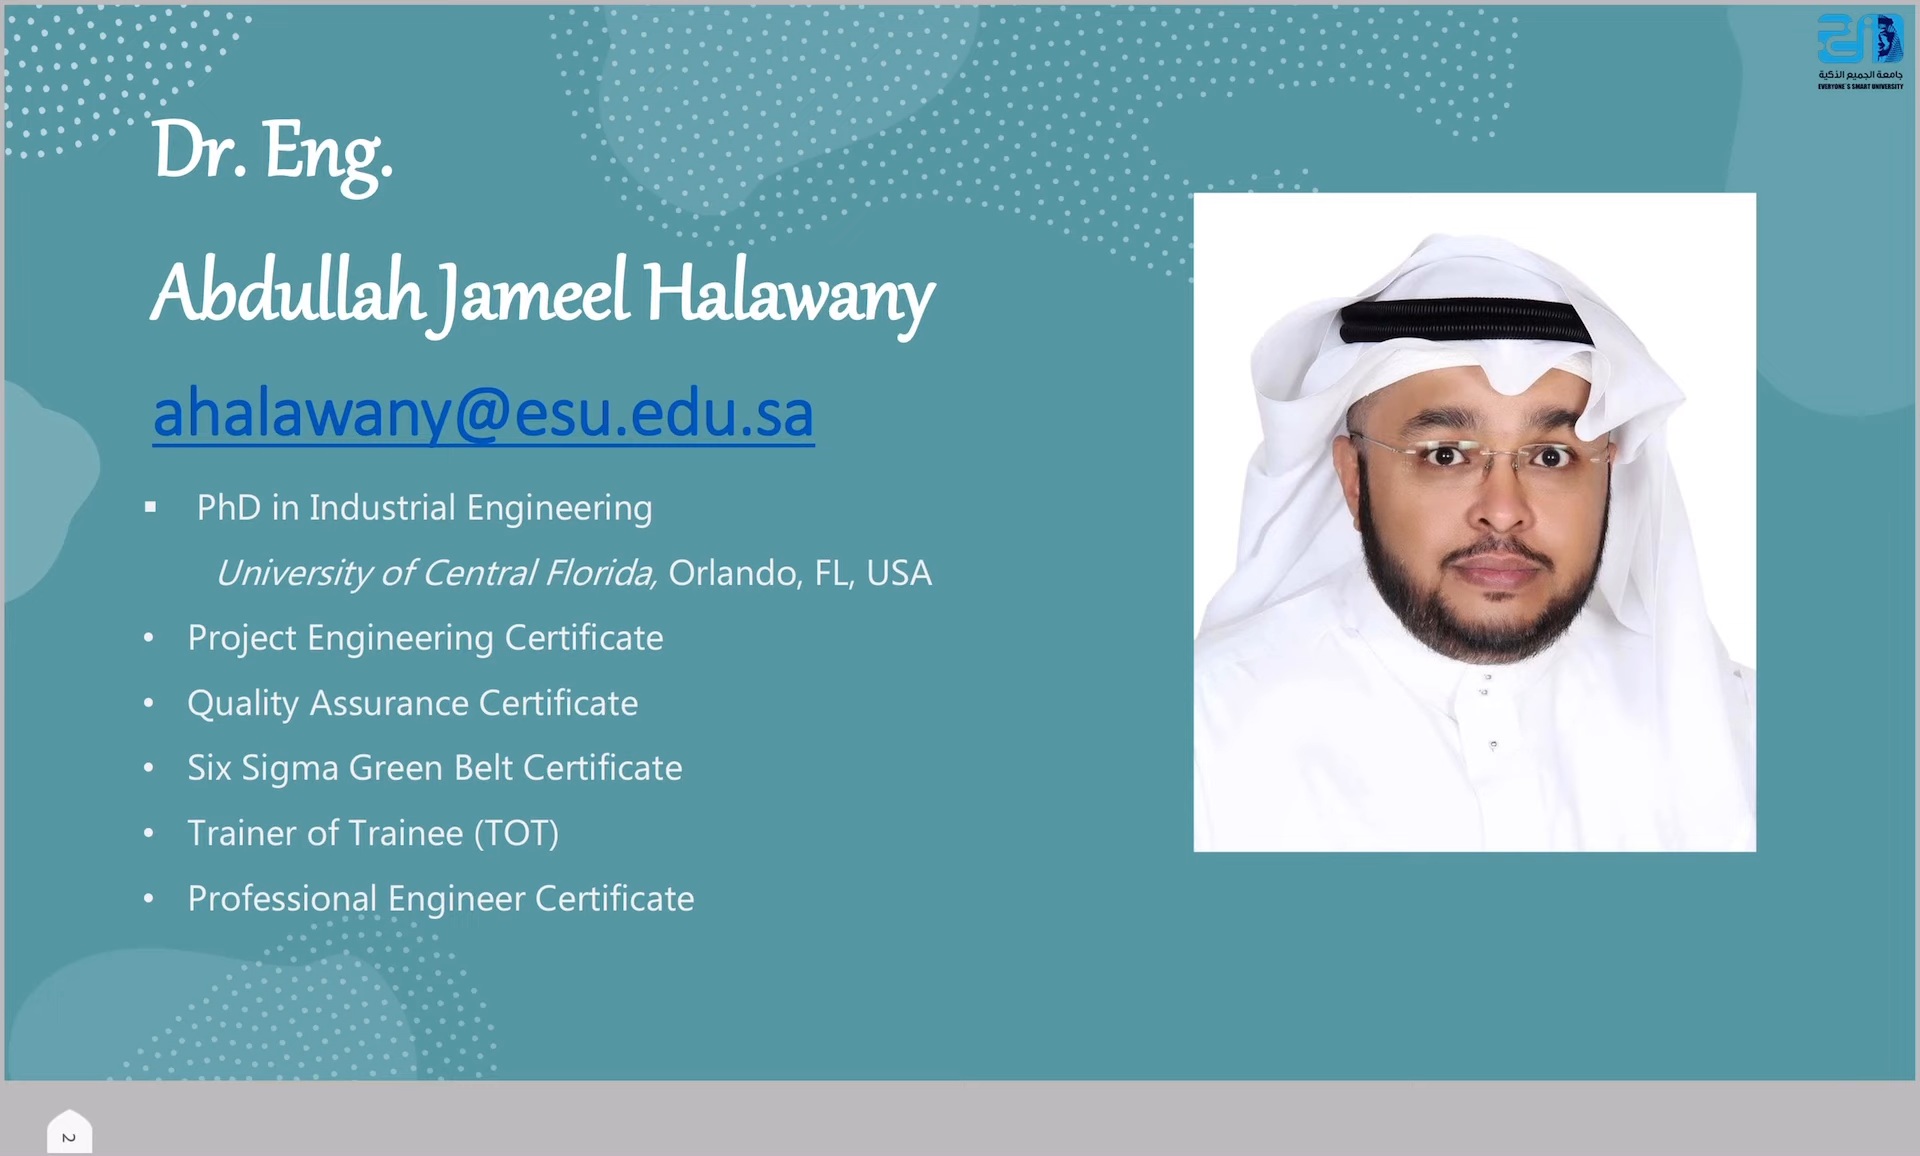 جامعة الجميع الذكية
EVERYONE'S SMART UNIVERSITY
Dr. Eng.
Abdullah Jameel Halawany
ahalawany@esu.edu.sa
▪ PhD in Industrial Engineering
University of Central Florida, Orlando, FL, USA
• Project Engineering Certificate
• Quality Assurance Certificate
• Six Sigma Green Belt Certificate
• Trainer of Trainee (TOT)
• Professional Engineer Certificate
2